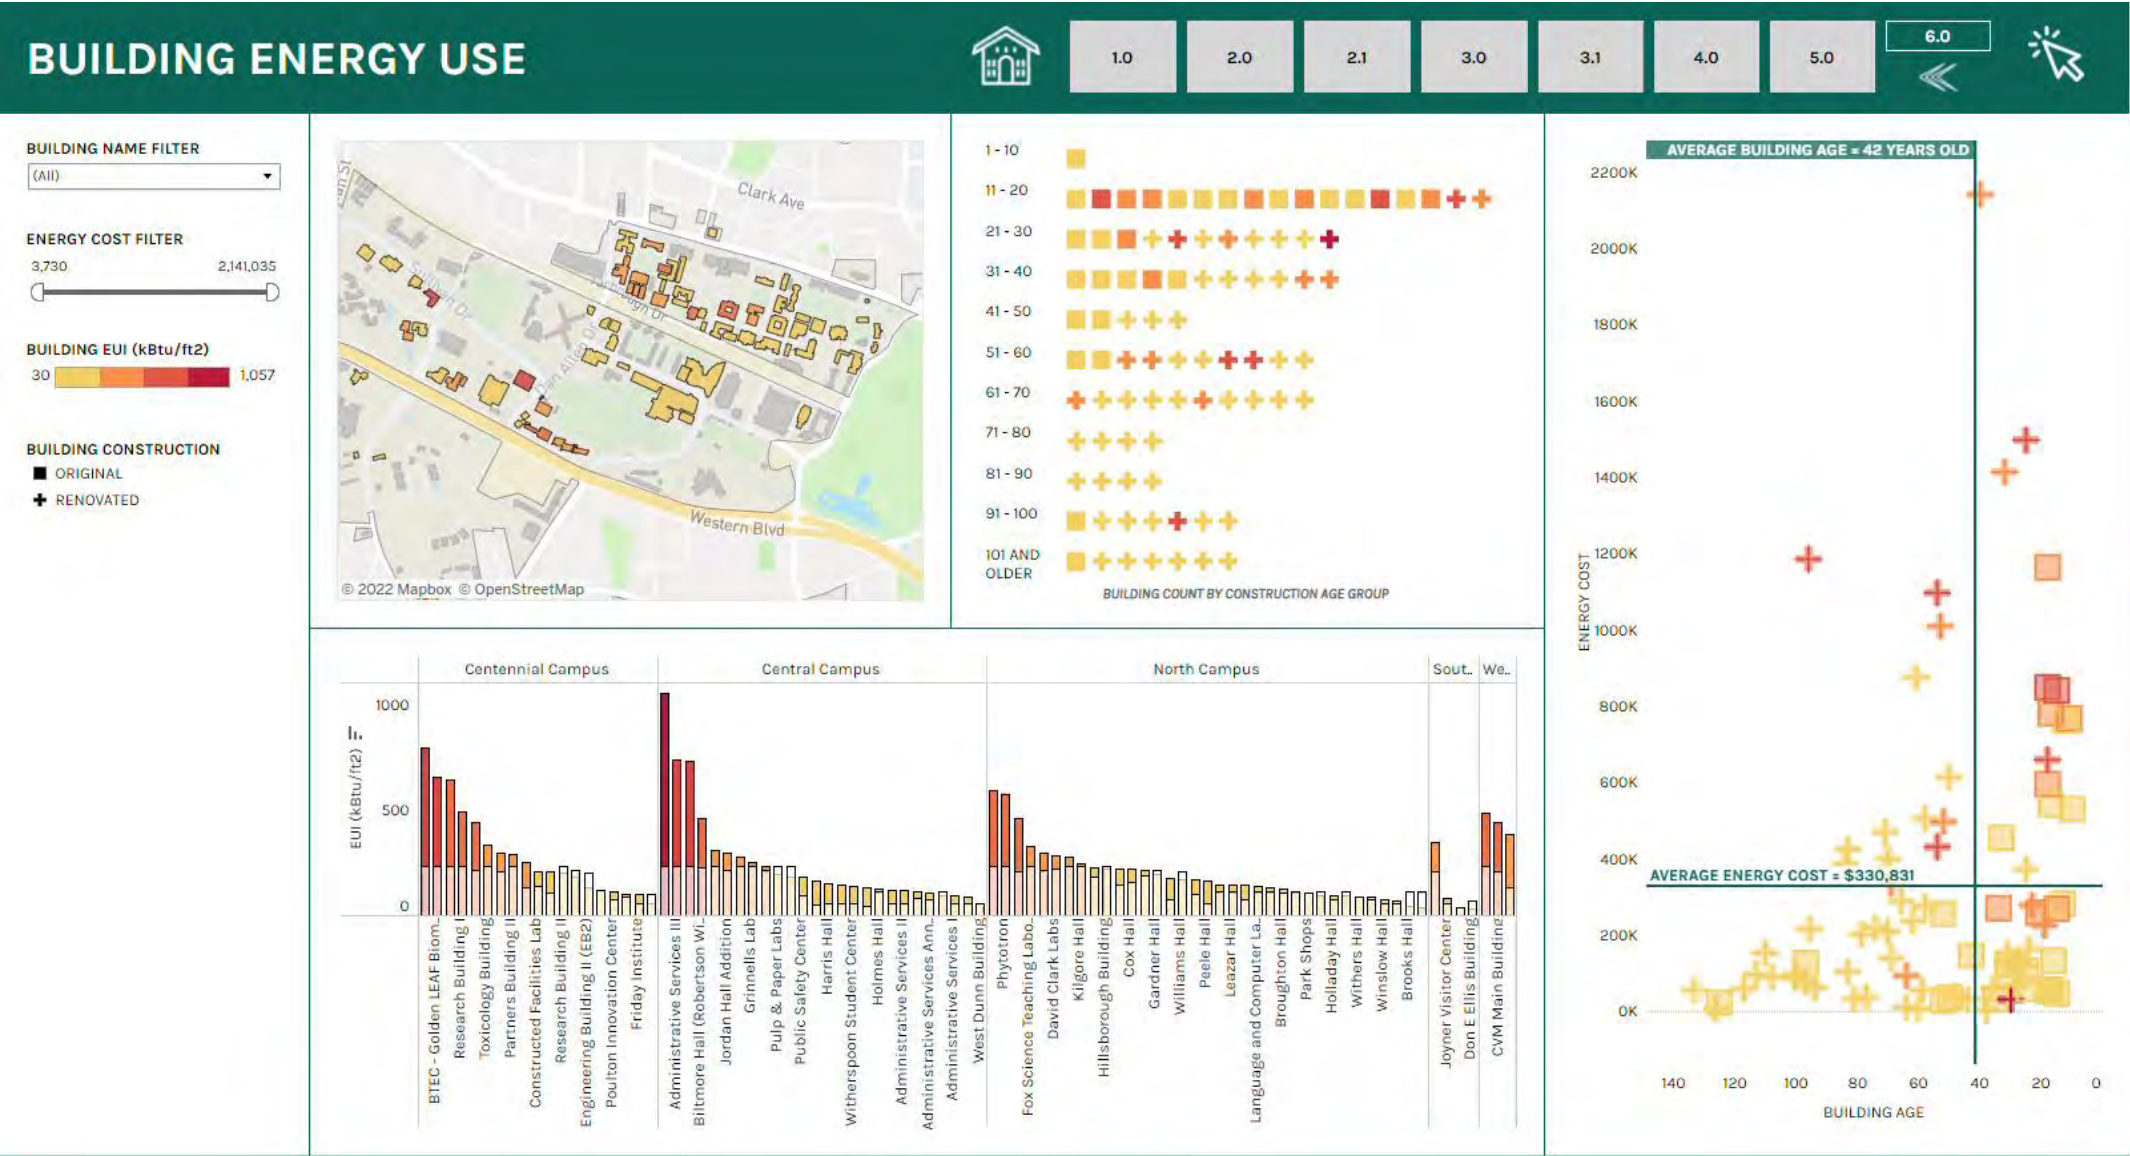 BUILDING ENERGY USE
1.0
2.0
2.1
3.0
3.1
4.0
5.0
6.0
BUILDING NAME FILTER
(All)
ENERGY COST FILTER
3,730
2,141,035
BUILDING EUI (kBtu/ft2)
30
1,057
BUILDING CONSTRUCTION
ORIGINAL
RENOVATED
Clark Ave
Sullivan Dr
Western Blvd
© 2022 Mapbox © OpenStreetMap
1 - 10
11 - 20
21 - 30
31 - 40
41 - 50
51 - 60
61 - 70
71 - 80
81 - 90
91 - 100
101 AND
OLDER
BUILDING COUNT BY CONSTRUCTION AGE GROUP
Centennial Campus
Central Campus
North Campus
Sout..
We..
EUI (kBtu/ft2)
1000
500
0
BTEC - Golden LEAF Biom..
Research Building I
Toxicology Building
Partners Building II
Constructed Facilities Lab
Research Building II
Engineering Building II (EB2)
Poulton Innovation Center
Friday Institute
Administrative Services III
Biltmore Hall (Robertson Wi..
Jordan Hall Addition
Grinnells Lab
Pulp & Paper Labs
Public Safety Center
Harris Hall
Witherspoon Student Center
Holmes Hall
Administrative Services II
Administrative Services Ann..
Administrative Services I
West Dunn Building
Phytotron
Fox Science Teaching Labo..
David Clark Labs
Kilgore Hall
Hillsborough Building
Cox Hall
Gardner Hall
Williams Hall
Peele Hall
Leazar Hall
Language and Computer La..
Broughton Hall
Park Shops
Holladay Hall
Withers Hall
Winslow Hall
Brooks Hall
Joyner Visitor Center
Don E Ellis Building
CVM Main Building
AVERAGE BUILDING AGE = 42 YEARS OLD
2200K
2000K
1800K
1600K
1400K
1200K
1000K
800K
600K
400K
200K
0K
ENERGY COST
AVERAGE ENERGY COST = $330,831
140
120
100
80
60
40
20
0
BUILDING AGE